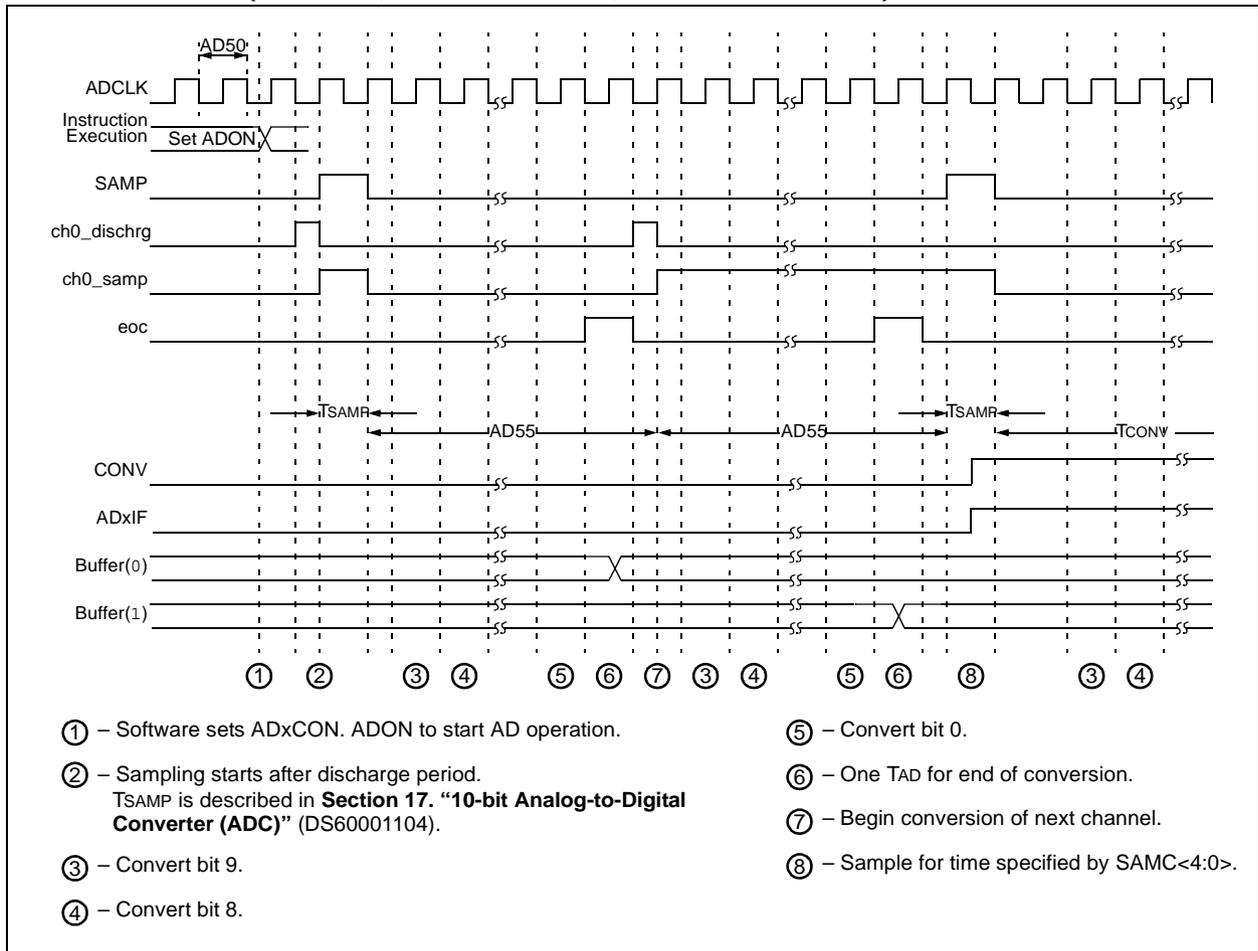 AD50
ADCLK
Instruction
Execution
Set ADON
SAMP
ch0_dischrg
ch0_samp
eoc
TSAMP
TSAMP
AD55
AD55
TCONV
CONV
ADxIF
Buffer(0)
Buffer(1)
1 2 3 4 5 6 7 3 4 5 6 8 3 4
1 – Software sets ADxCON. ADON to start AD operation.
2 – Sampling starts after discharge period.
TSAMP is described in Section 17. “10-bit Analog-to-Digital
Converter (ADC)” (DS60001104).
3 – Convert bit 9.
4 – Convert bit 8.
5 – Convert bit 0.
6 – One TAD for end of conversion.
7 – Begin conversion of next channel.
8 – Sample for time specified by SAMC<4:0>.